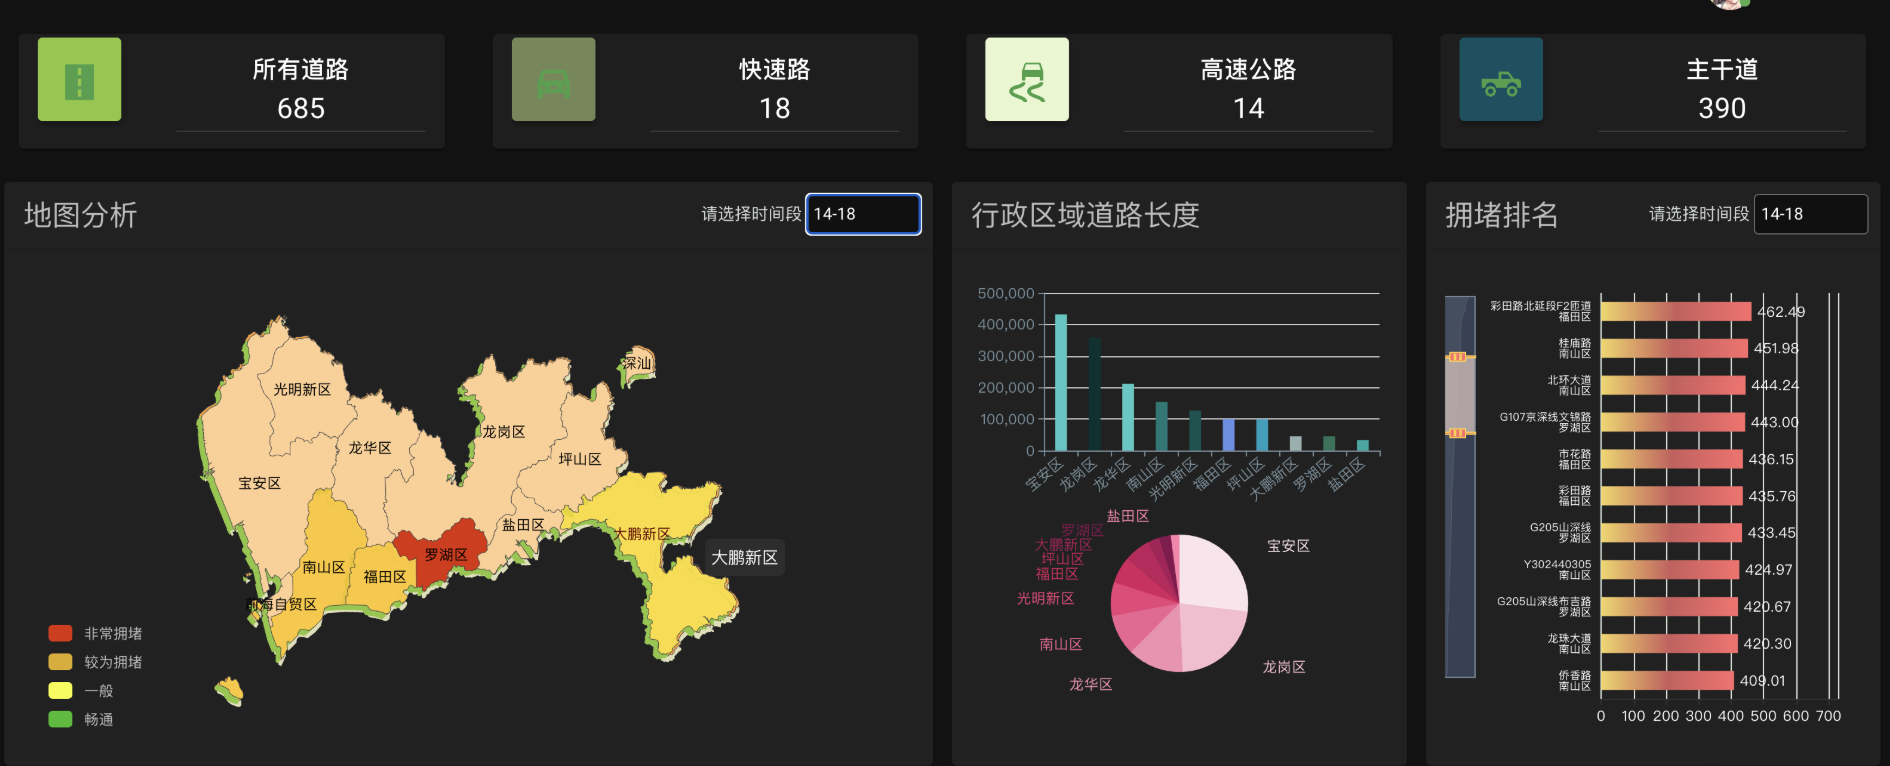 所有道路
685
快速路
18
高速公路
14
主干道
390
地图分析
请选择时间段
14-18
深汕
光明新区
龙岗区
龙华区
坪山区
宝安区
盐田区
大鹏新区
罗湖区
大鹏新区
南山区
福田区
前海自贸区
非常拥堵
较为拥堵
一般
畅通
行政区域道路长度
500,000
400,000
300,000
200,000
100,000
0
宝安区
龙岗区
龙华区
南山区
光明新区
福田区
坪山区
大鹏新区
罗湖区
盐田区
盐田区
罗湖区
大鹏新区
坪山区
福田区
光明新区
南山区
龙华区
宝安区
龙岗区
拥堵排名
请选择时间段
14-18
彩田路北延段F2匝道
福田区
462.49
桂庙路
南山区
451.98
北环大道
南山区
444.24
G107京深线文锦路
罗湖区
443.00
市花路
福田区
436.15
彩田路
福田区
435.76
G205山深线
罗湖区
433.45
Y302440305
南山区
424.97
G205山深线布吉路
罗湖区
420.67
龙珠大道
南山区
420.30
侨香路
南山区
409.01
0 100 200 300 400 500 600 700